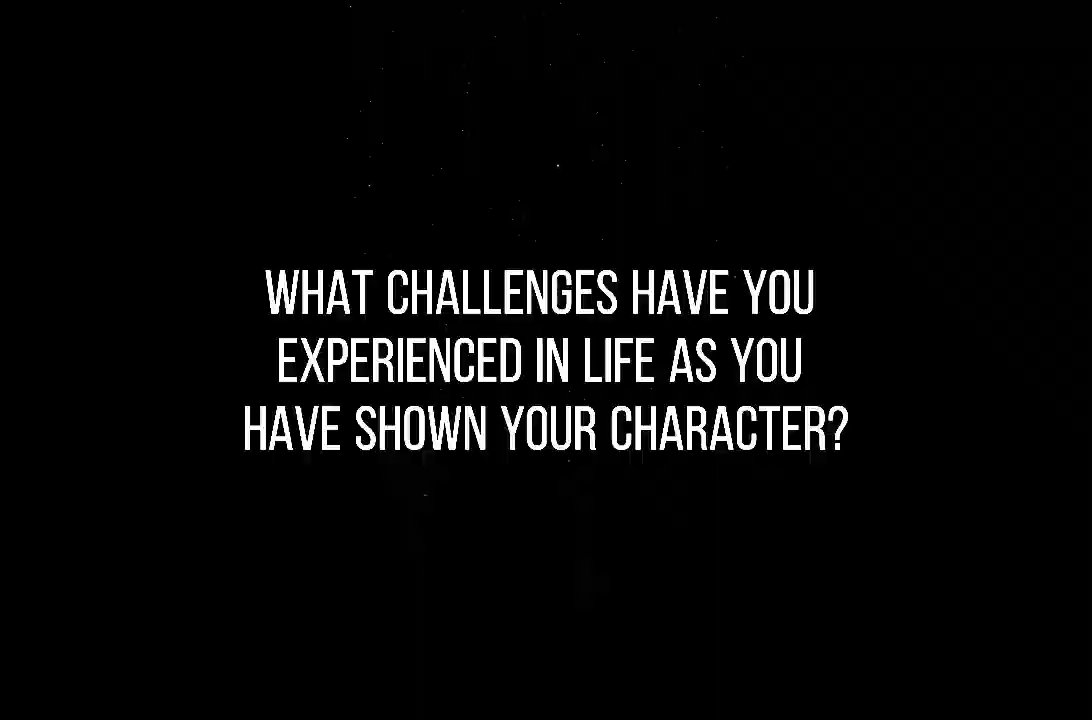 WHAT CHALLENGES HAVE YOU
EXPERIENCED IN LIFE AS YOU
HAVE SHOWN YOUR CHARACTER?